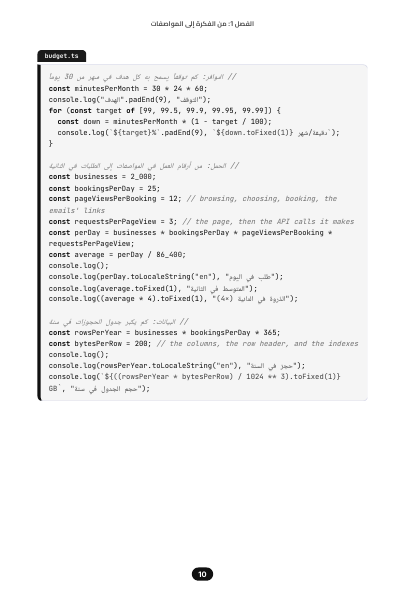 الفصل 1: من الفكرة إلى المواصفات
budget.ts
// التوافر: كم توقفاً يسمح به كل هدف في شهر من 30 يوماً
const minutesPerMonth = 30 * 24 * 60;
console.log("الهدف".padEnd(9), "التوقف");
for (const target of [99, 99.5, 99.9, 99.95, 99.99]) {
  const down = minutesPerMonth * (1 - target / 100);
  console.log(`${target}%`.padEnd(9), `${down.toFixed(1)} دقيقة/شهر`);
}
// الحمل: من أرقام العمل في المواصفات إلى الطلبات في الثانية
const businesses = 2_000;
const bookingsPerDay = 25;
const pageViewsPerBooking = 12; // browsing, choosing, booking, the
emails' links
const requestsPerPageView = 3; // the page, then the API calls it makes
const perDay = businesses * bookingsPerDay * pageViewsPerBooking *
requestsPerPageView;
const average = perDay / 86_400;
console.log();
console.log(perDay.toLocaleString("en"), "طلب في اليوم");
console.log(average.toFixed(1), "المتوسط في الثانية");
console.log((average * 4).toFixed(1), "الذروة في الثانية (×4)");
// البيانات: كم يكبر جدول الحجوزات في سنة
const rowsPerYear = businesses * bookingsPerDay * 365;
const bytesPerRow = 200; // the columns, the row header, and the indexes
console.log();
console.log(rowsPerYear.toLocaleString("en"), "حجز في السنة");
console.log(`${((rowsPerYear * bytesPerRow) / 1024 ** 3).toFixed(1)}
GB`, "حجم الجدول في سنة");
10